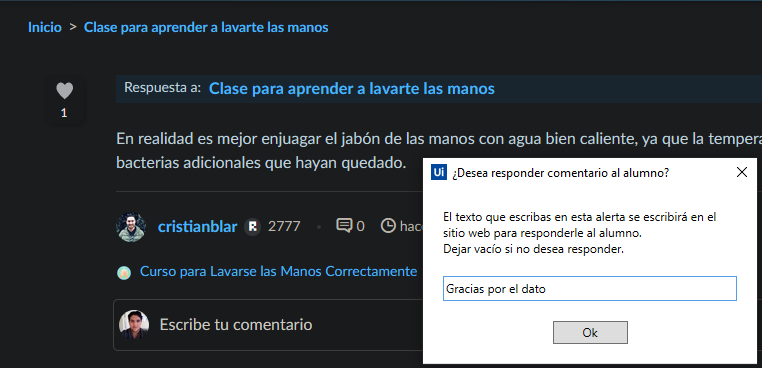 Inicio > Clase para aprender a lavarte las manos
1
Respuesta a: Clase para aprender a lavarte las manos
En realidad es mejor enjuagar el jabón de las manos con agua bien caliente, ya que la
bacterias adicionales que hayan quedado.
cristianblar 2777 0
Curso para Lavarse las Manos Correctamente
Escribe tu comentario
Ui ¿Desea responder comentario al alumno?
El texto que escribas en esta alerta se escribirá en el
sitio web para responderle al alumno.
Dejar vacío si no desea responder.
Gracias por el dato
Ok